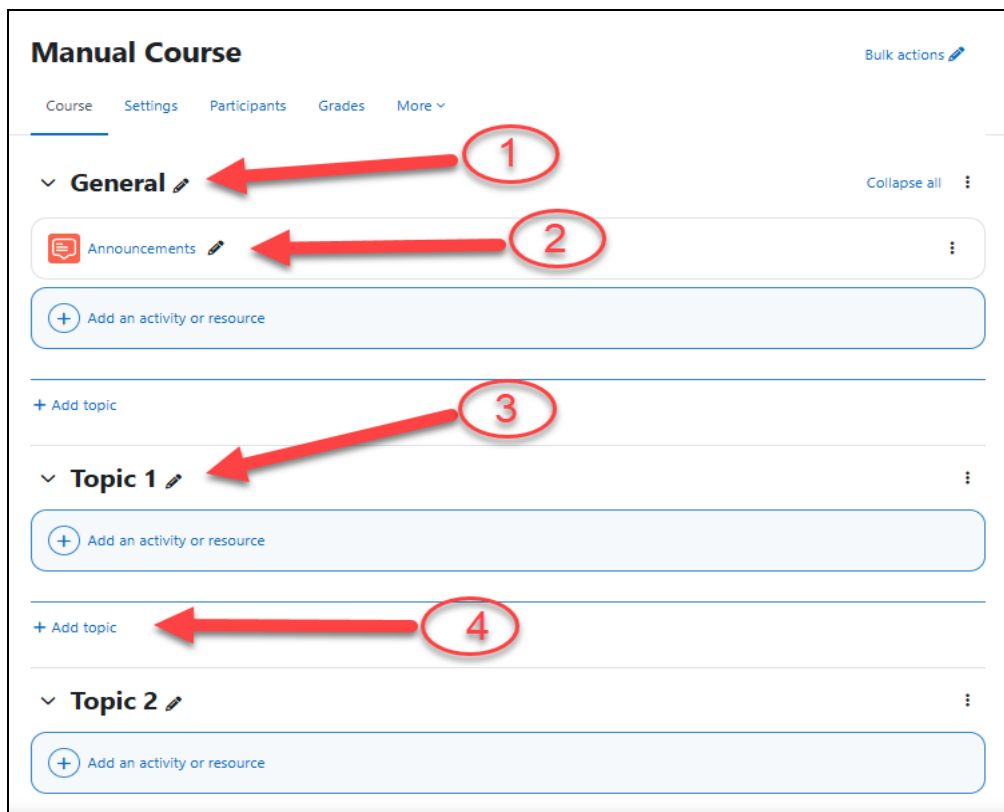 Manual Course
Bulk actions
Course Settings Participants Grades More
1
General
Collapse all
2
Announcements
Add an activity or resource
+ Add topic
3
Topic 1
Add an activity or resource
+ Add topic
4
Topic 2
Add an activity or resource